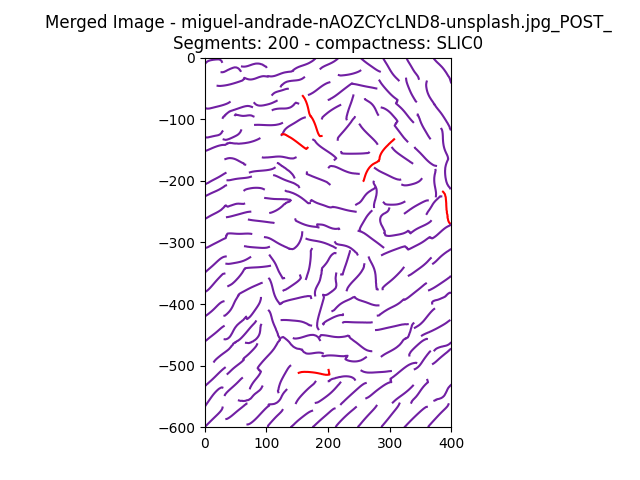 Merged Image - miguel-andrade-nAOZCYcLND8-unsplash.jpg_POST_
Segments: 200 - compactness: SLIC0
0
−100
−200
−300
−400
−500
−600
0 100 200 300 400